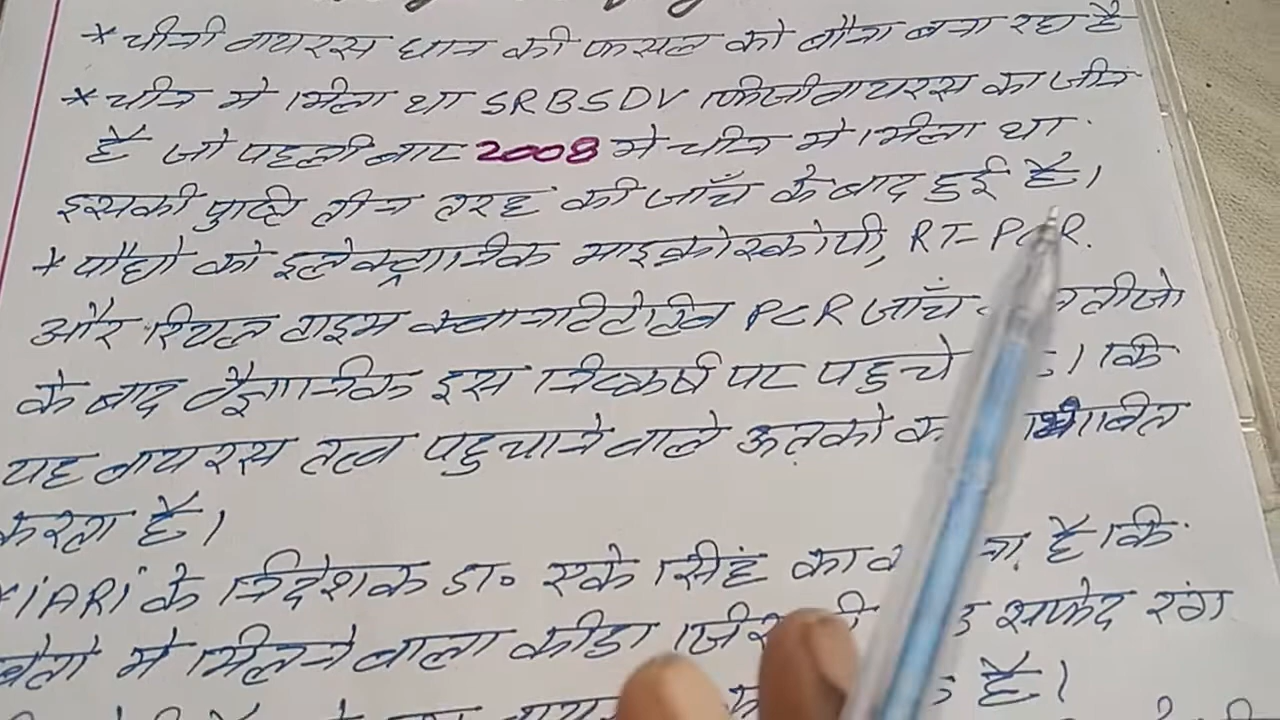 *चीनी वायरस धान की फसल को बौना बना रहा है
*चीन मे मिला था SRBSDV फिजीवायरस का जीन
है जो पहली बार 2008 मे चीन मे मिला था
इसकी पुष्टि तीन तरह की जाँच के बाद हुई है।
*पौधो को इलेक्ट्रानिक माइक्रोस्कोपी, RT-PCR.
और रियल टाइम क्वानटिटेटिव PCR जाँच
के बाद वैज्ञानिक इस निष्कर्ष पर पहुचे । कि
यह वायरस तत्व पहुचाने वाले ऊतको
करता है।
*iARi के निदेशक डा० एके सिंह का है कि
खेतो मे मिलने वाला कीडा सफेद रंग
है।